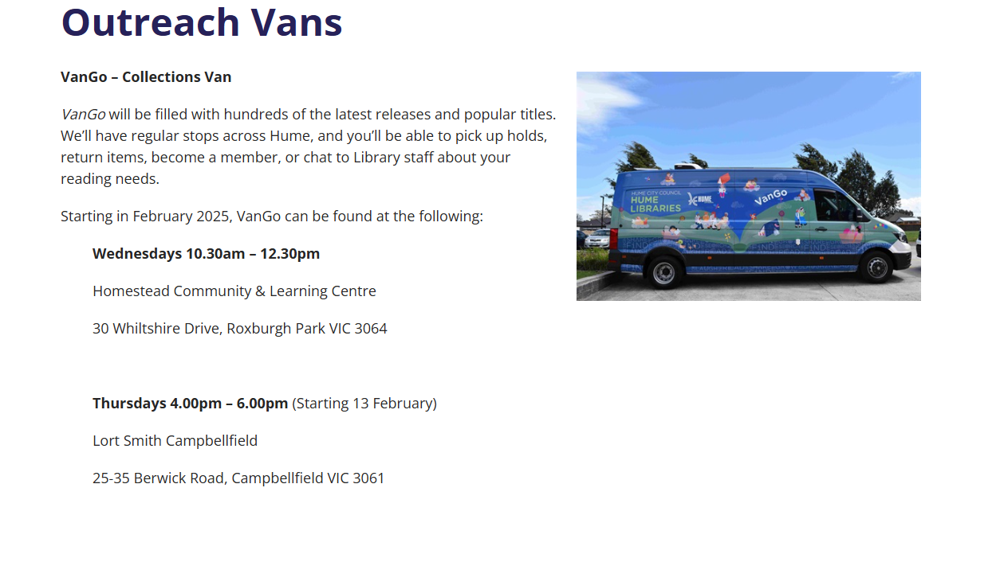 Outreach Vans
VanGo – Collections Van
VanGo will be filled with hundreds of the latest releases and popular titles.
We’ll have regular stops across Hume, and you’ll be able to pick up holds,
return items, become a member, or chat to Library staff about your
reading needs.
Starting in February 2025, VanGo can be found at the following:
Wednesdays 10.30am – 12.30pm
Homestead Community & Learning Centre
30 Whiltshire Drive, Roxburgh Park VIC 3064
Thursdays 4.00pm – 6.00pm (Starting 13 February)
Lort Smith Campbellfield
25-35 Berwick Road, Campbellfield VIC 3061
HUME CITY COUNCIL
HUME
LIBRARIES
HUME
VanGo
FIND